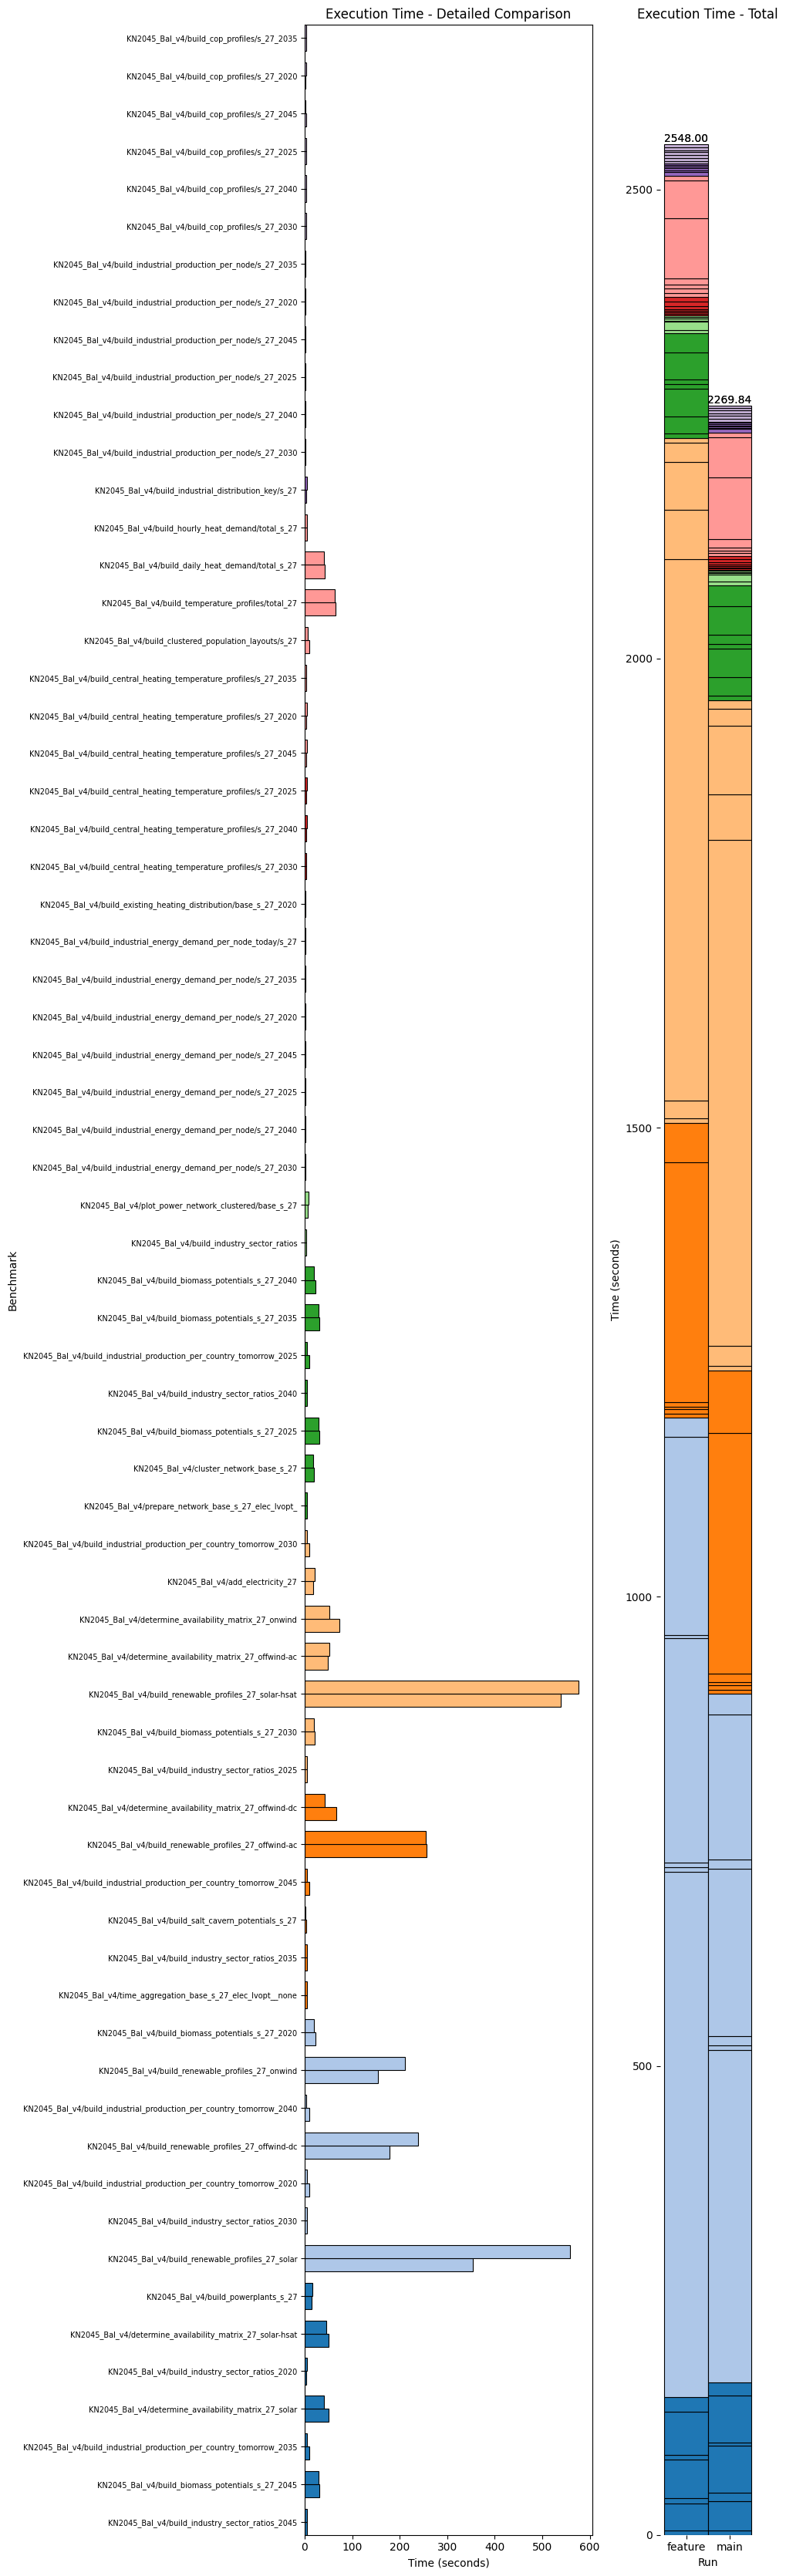 Execution Time - Detailed Comparison
Execution Time - Total
KN2045_Bal_v4/build_cop_profiles/s_27_2035
KN2045_Bal_v4/build_cop_profiles/s_27_2020
KN2045_Bal_v4/build_cop_profiles/s_27_2045
KN2045_Bal_v4/build_cop_profiles/s_27_2025
KN2045_Bal_v4/build_cop_profiles/s_27_2040
KN2045_Bal_v4/build_cop_profiles/s_27_2030
KN2045_Bal_v4/build_industrial_production_per_node/s_27_2035
KN2045_Bal_v4/build_industrial_production_per_node/s_27_2020
KN2045_Bal_v4/build_industrial_production_per_node/s_27_2045
KN2045_Bal_v4/build_industrial_production_per_node/s_27_2025
KN2045_Bal_v4/build_industrial_production_per_node/s_27_2040
KN2045_Bal_v4/build_industrial_production_per_node/s_27_2030
KN2045_Bal_v4/build_industrial_distribution_key/s_27
KN2045_Bal_v4/build_hourly_heat_demand/total_s_27
KN2045_Bal_v4/build_daily_heat_demand/total_s_27
KN2045_Bal_v4/build_temperature_profiles/total_27
KN2045_Bal_v4/build_clustered_population_layouts/s_27
KN2045_Bal_v4/build_central_heating_temperature_profiles/s_27_2035
KN2045_Bal_v4/build_central_heating_temperature_profiles/s_27_2020
KN2045_Bal_v4/build_central_heating_temperature_profiles/s_27_2045
KN2045_Bal_v4/build_central_heating_temperature_profiles/s_27_2025
KN2045_Bal_v4/build_central_heating_temperature_profiles/s_27_2040
KN2045_Bal_v4/build_central_heating_temperature_profiles/s_27_2030
KN2045_Bal_v4/build_existing_heating_distribution/base_s_27_2020
KN2045_Bal_v4/build_industrial_energy_demand_per_node_today/s_27
KN2045_Bal_v4/build_industrial_energy_demand_per_node/s_27_2035
KN2045_Bal_v4/build_industrial_energy_demand_per_node/s_27_2020
KN2045_Bal_v4/build_industrial_energy_demand_per_node/s_27_2045
KN2045_Bal_v4/build_industrial_energy_demand_per_node/s_27_2025
KN2045_Bal_v4/build_industrial_energy_demand_per_node/s_27_2040
KN2045_Bal_v4/build_industrial_energy_demand_per_node/s_27_2030
KN2045_Bal_v4/plot_power_network_clustered/base_s_27
KN2045_Bal_v4/build_industry_sector_ratios
KN2045_Bal_v4/build_biomass_potentials_s_27_2040
KN2045_Bal_v4/build_biomass_potentials_s_27_2035
KN2045_Bal_v4/build_industrial_production_per_country_tomorrow_2025
KN2045_Bal_v4/build_industry_sector_ratios_2040
KN2045_Bal_v4/build_biomass_potentials_s_27_2025
KN2045_Bal_v4/cluster_network_base_s_27
KN2045_Bal_v4/prepare_network_base_s_27_elec_lvopt_
KN2045_Bal_v4/build_industrial_production_per_country_tomorrow_2030
KN2045_Bal_v4/add_electricity_27
KN2045_Bal_v4/determine_availability_matrix_27_onwind
KN2045_Bal_v4/determine_availability_matrix_27_offwind-ac
KN2045_Bal_v4/build_renewable_profiles_27_solar-hsat
KN2045_Bal_v4/build_biomass_potentials_s_27_2030
KN2045_Bal_v4/build_industry_sector_ratios_2025
KN2045_Bal_v4/determine_availability_matrix_27_offwind-dc
KN2045_Bal_v4/build_renewable_profiles_27_offwind-ac
KN2045_Bal_v4/build_industrial_production_per_country_tomorrow_2045
KN2045_Bal_v4/build_salt_cavern_potentials_s_27
KN2045_Bal_v4/build_industry_sector_ratios_2035
KN2045_Bal_v4/time_aggregation_base_s_27_elec_lvopt__none
KN2045_Bal_v4/build_biomass_potentials_s_27_2020
KN2045_Bal_v4/build_renewable_profiles_27_onwind
KN2045_Bal_v4/build_industrial_production_per_country_tomorrow_2040
KN2045_Bal_v4/build_renewable_profiles_27_offwind-dc
KN2045_Bal_v4/build_industrial_production_per_country_tomorrow_2020
KN2045_Bal_v4/build_industry_sector_ratios_2030
KN2045_Bal_v4/build_renewable_profiles_27_solar
KN2045_Bal_v4/build_powerplants_s_27
KN2045_Bal_v4/determine_availability_matrix_27_solar-hsat
KN2045_Bal_v4/build_industry_sector_ratios_2020
KN2045_Bal_v4/determine_availability_matrix_27_solar
KN2045_Bal_v4/build_industrial_production_per_country_tomorrow_2035
KN2045_Bal_v4/build_biomass_potentials_s_27_2045
KN2045_Bal_v4/build_industry_sector_ratios_2045
Benchmark
0 100 200 300 400 500 600
Time (seconds)
2548.00
2269.84
2500
2000
1500
1000
500
0
Time (seconds)
feature main
Run